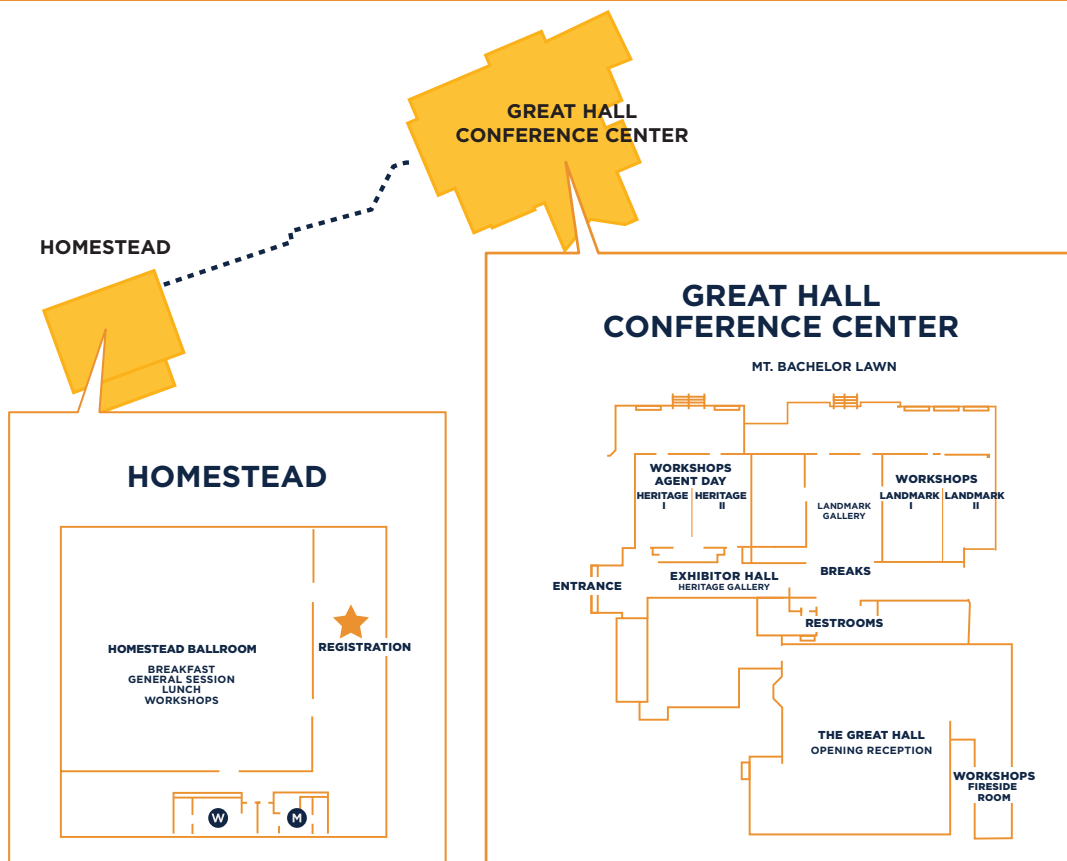 GREAT HALL
CONFERENCE CENTER
HOMESTEAD
GREAT HALL
CONFERENCE CENTER
MT. BACHELOR LAWN
WORKSHOPS
AGENT DAY
HERITAGE
I
HERITAGE
II
LANDMARK
GALLERY
WORKSHOPS
LANDMARK
I
LANDMARK
II
ENTRANCE
EXHIBITOR HALL
HERITAGE GALLERY
BREAKS
RESTROOMS
THE GREAT HALL
OPENING RECEPTION
WORKSHOPS
FIRESIDE
ROOM
HOMESTEAD
HOMESTEAD BALLROOM
BREAKFAST
GENERAL SESSION
LUNCH
WORKSHOPS
REGISTRATION
W
M